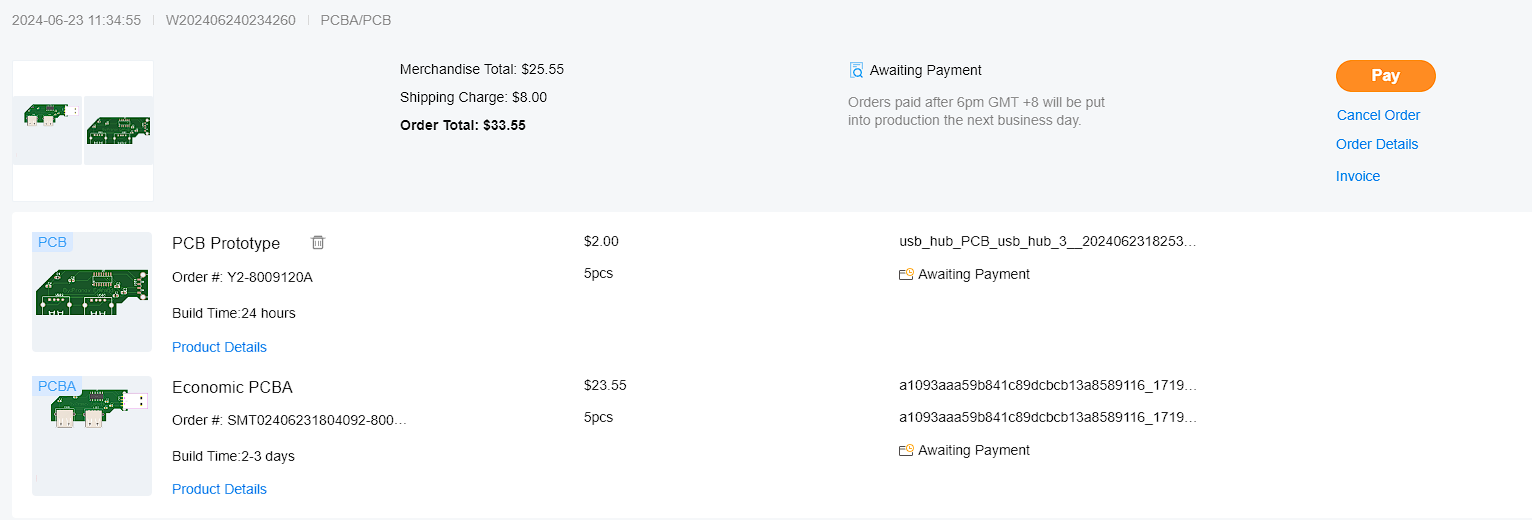 2024-06-23 11:34:55 W202406240234260 PCBA/PCB
Merchandise Total: $25.55
Shipping Charge: $8.00
Order Total: $33.55
Awaiting Payment
Orders paid after 6pm GMT +8 will be put
into production the next business day.
Pay
Cancel Order
Order Details
Invoice
PCB
PCB Prototype
Order #: Y2-8009120A
Build Time:24 hours
Product Details
$2.00
5pcs
usb_hub_PCB_usb_hub_3__2024062318253...
Awaiting Payment
PCBA
Economic PCBA
Order #: SMT02406231804092-800...
Build Time:2-3 days
Product Details
$23.55
5pcs
a1093aaa59b841c89dcbcb13a8589116_1719...
a1093aaa59b841c89dcbcb13a8589116_1719...
Awaiting Payment